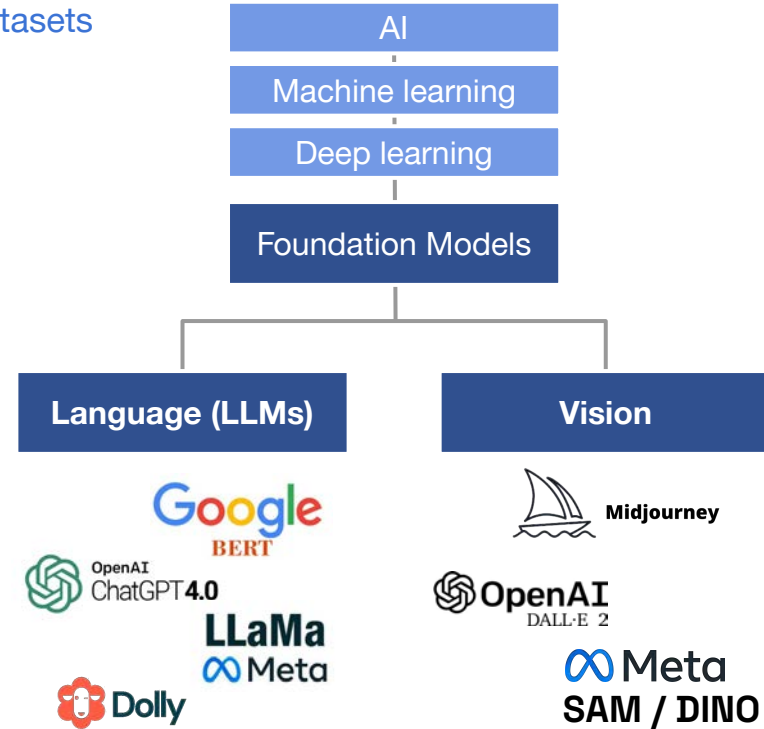 tasets
AI
Machine learning
Deep learning
Foundation Models
Language (LLMs)
Vision
Google
BERT
OpenAI
ChatGPT4.0
LLaMa
Meta
Dolly
Midjourney
OpenAI
DALL·E 2
Meta
SAM / DINO